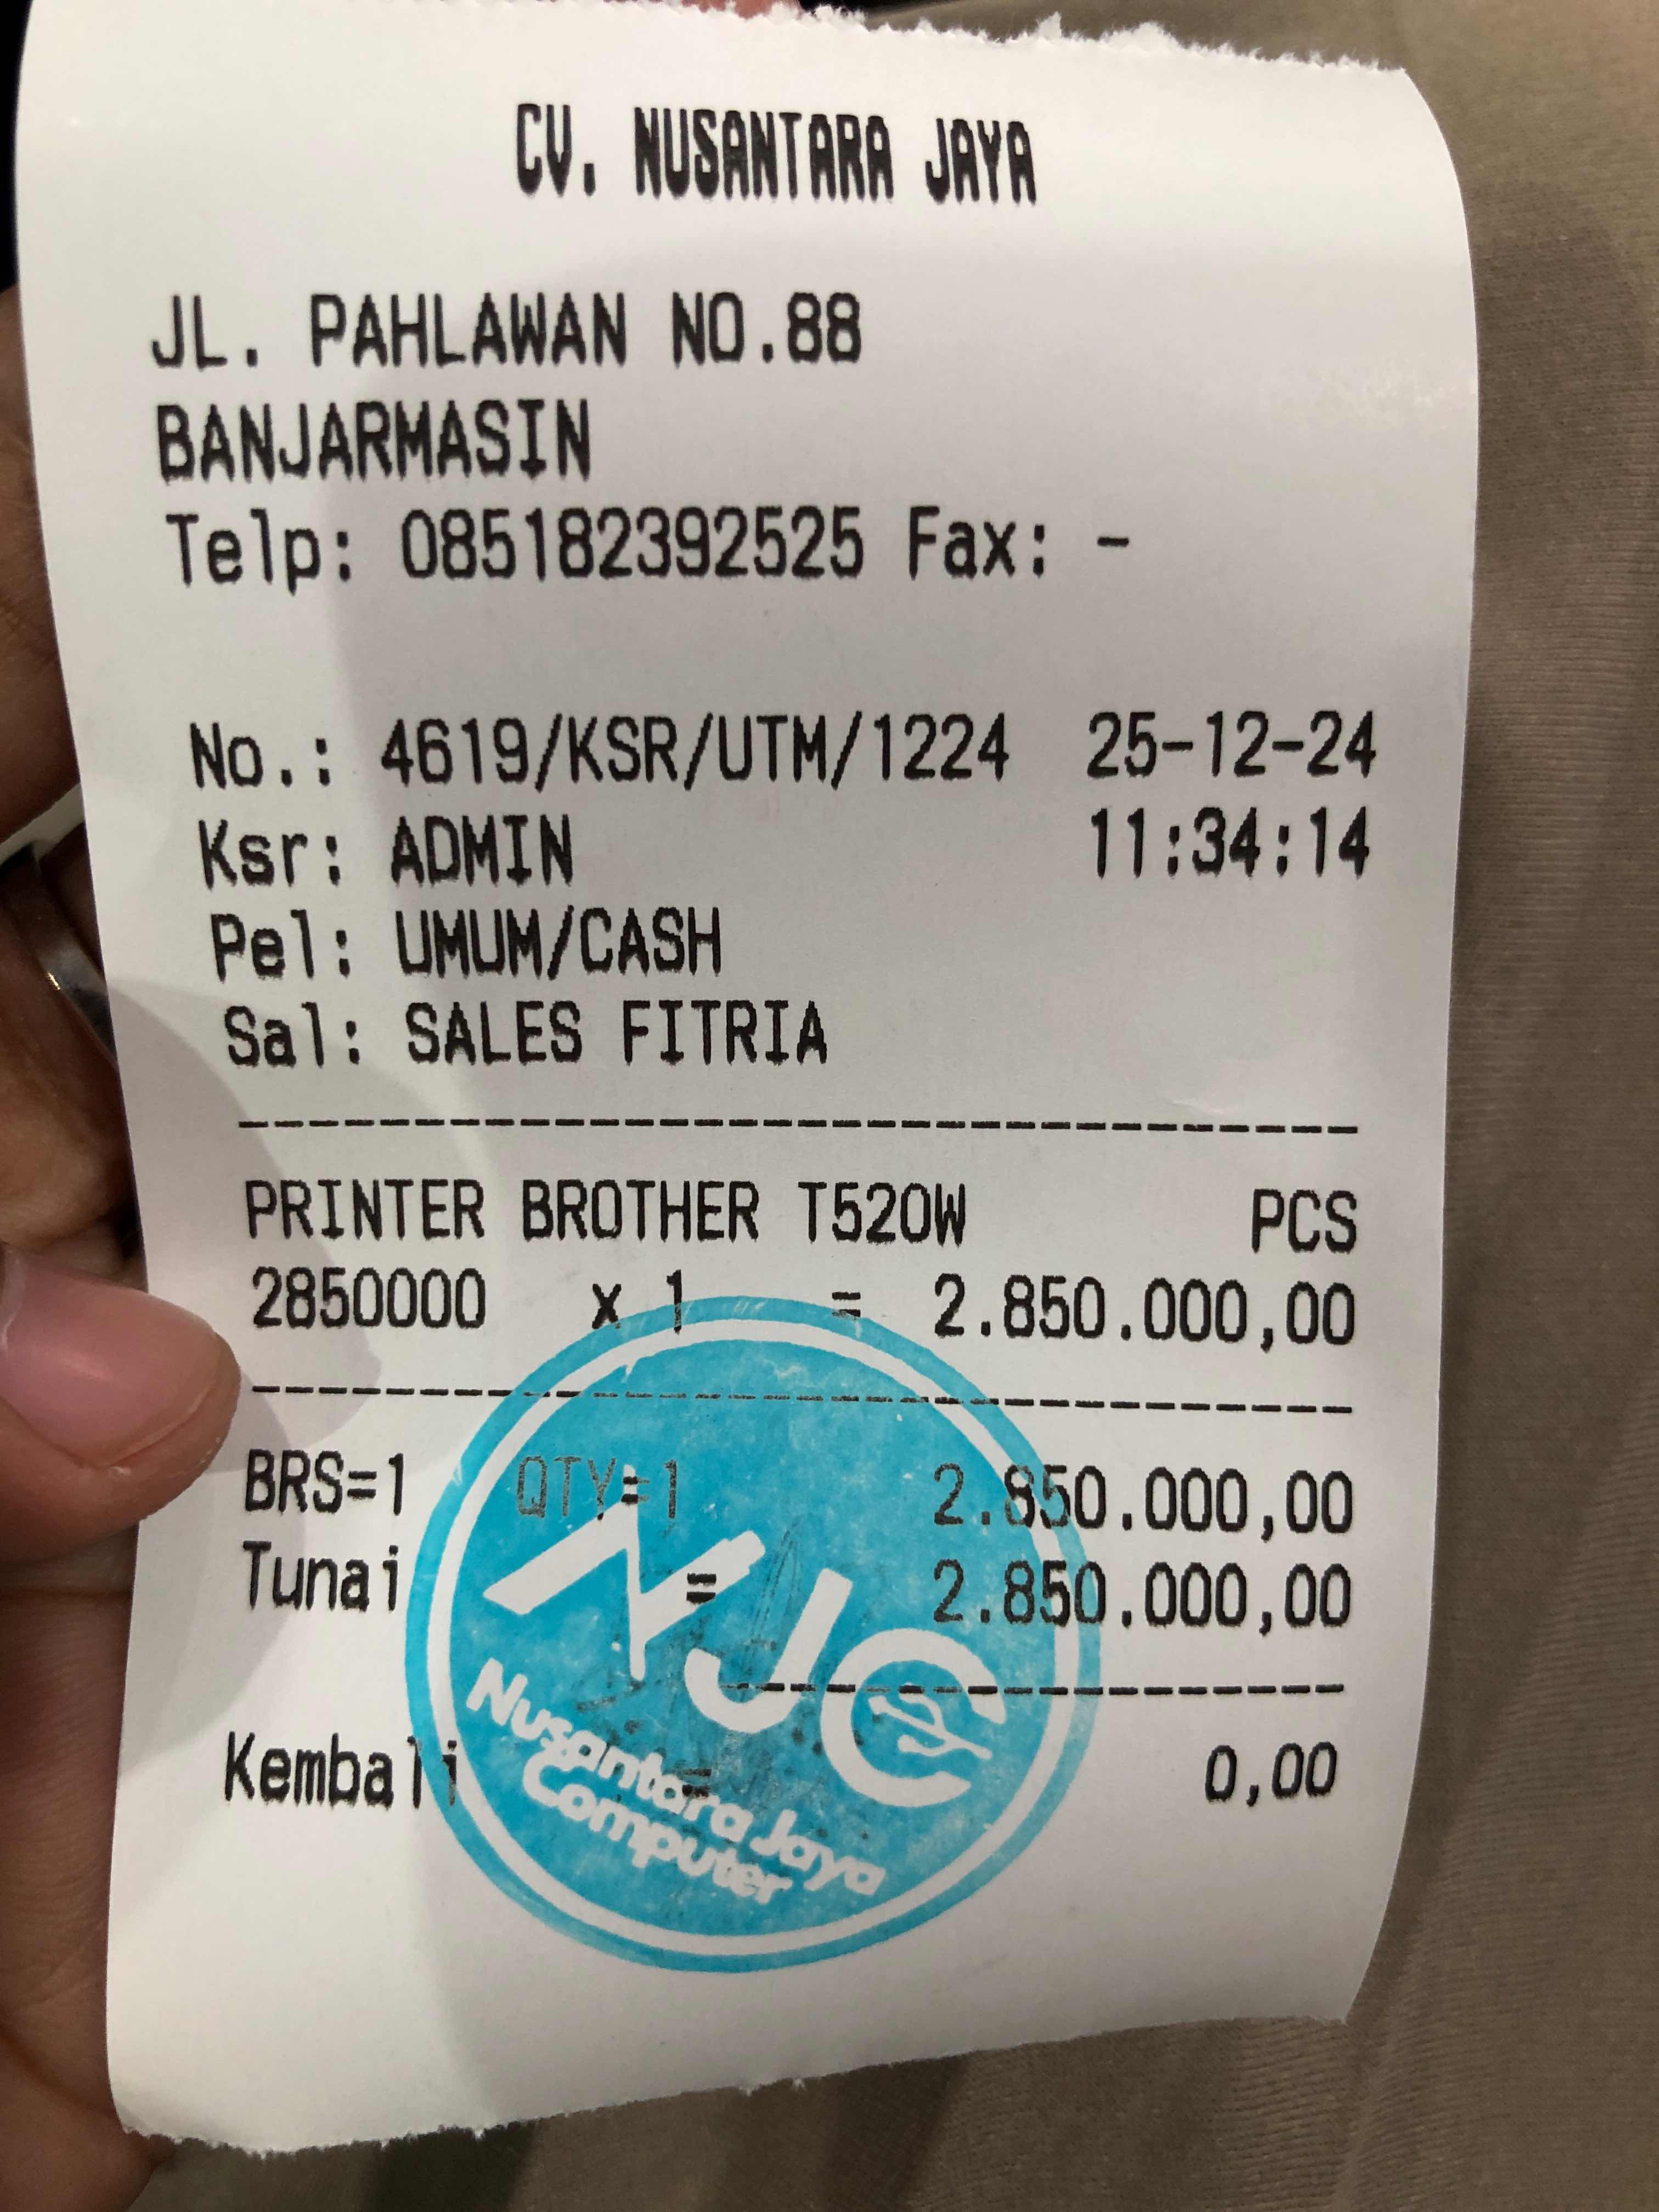 CV. NUSANTARA JAYA
JL. PAHLAWAN NO.88
BANJARMASIN
Telp: 085182392525 Fax: -
No.: 4619/KSR/UTM/1224 25-12-24
Ksr: ADMIN 11:34:14
Pel: UMUM/CASH
Sal: SALES FITRIA
--------------------------------
PRINTER BROTHER T520W PCS
2850000 x 1 = 2.850.000,00
--------------------------------
BRS=1 QTY=1 2.850.000,00
Tunai = 2.850.000,00
------------------
Kembali = 0,00
NJC
Nusantara Jaya
Computer